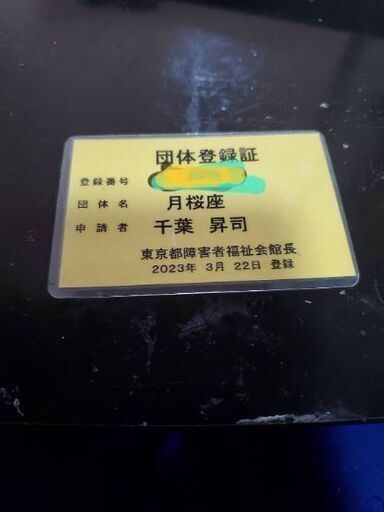 団体登録証
登録番号
団体名 月桜座
申請者 千葉 昇司
東京都障害者福祉会館長
2023年 3月 22日 登録